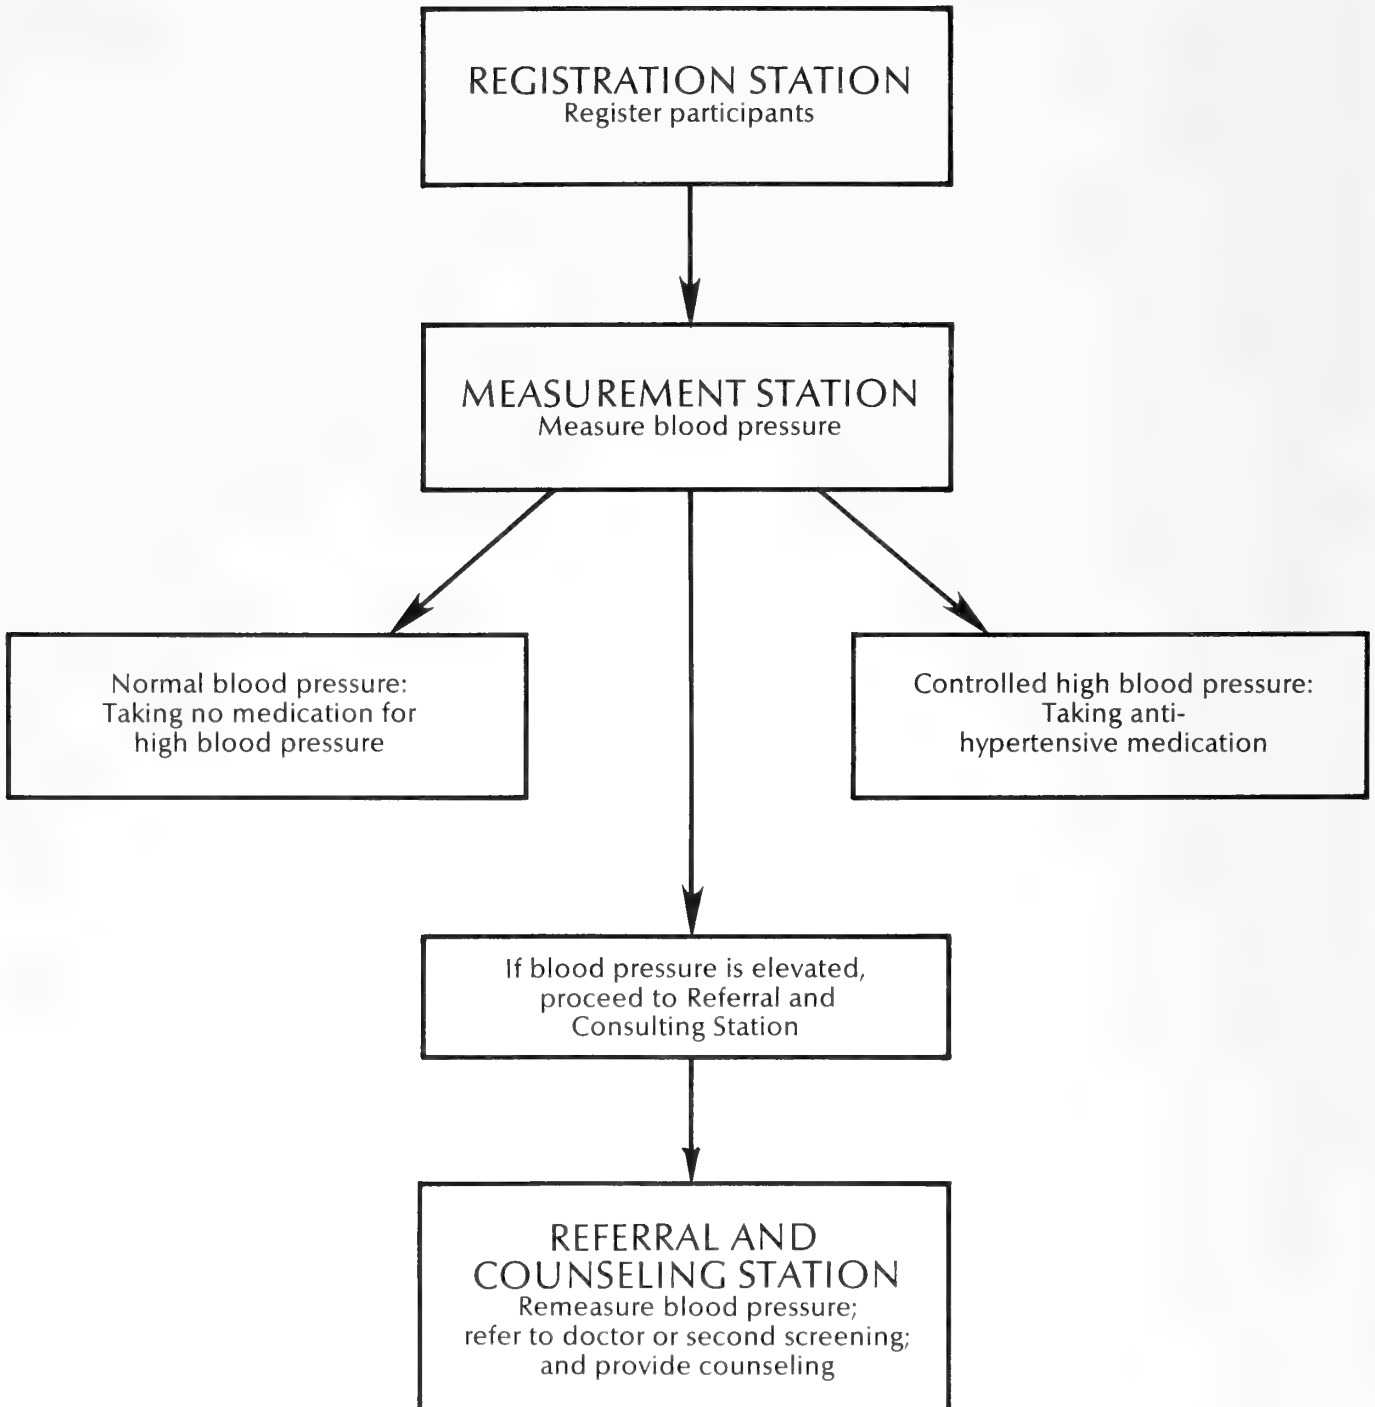 REGISTRATION STATION
Register participants
MEASUREMENT STATION
Measure blood pressure
Normal blood pressure:
Taking no medication for
high blood pressure
Controlled high blood pressure:
Taking anti-
hypertensive medication
If blood pressure is elevated,
proceed to Referral and
Consulting Station
REFERRAL AND
COUNSELING STATION
Remeasure blood pressure;
refer to doctor or second screening;
and provide counseling